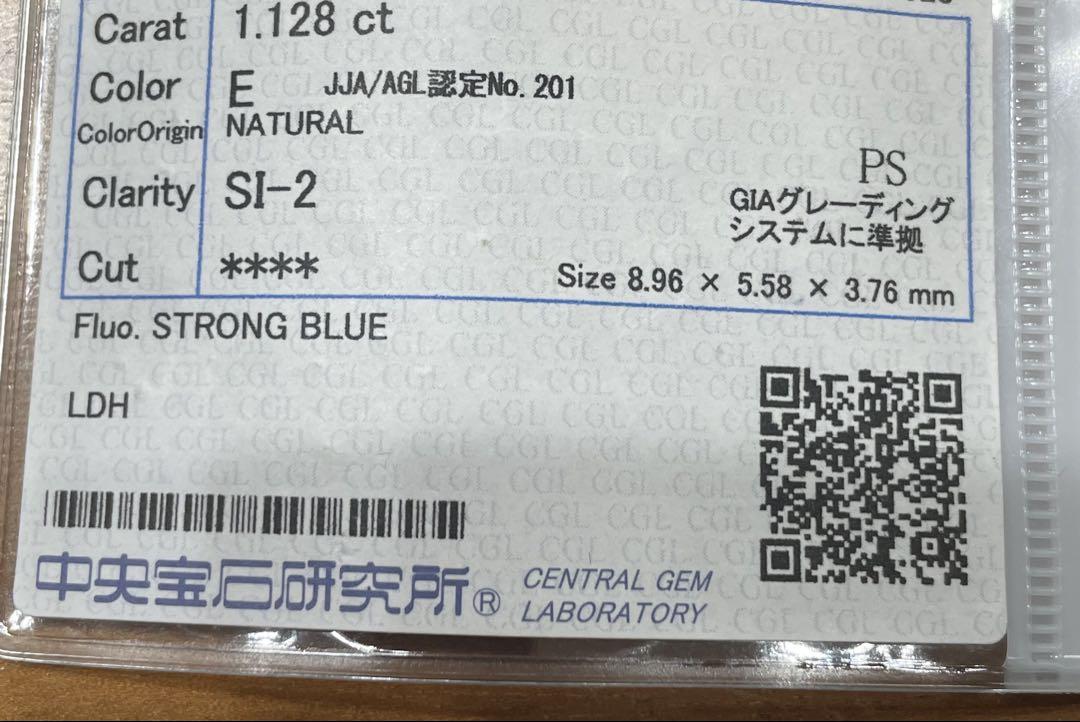 Carat 1.128 ct
Color E JJA/AGL認定No. 201
ColorOrigin NATURAL
Clarity SI-2
PS
GIAグレーディング
システムに準拠
Cut ****
Size 8.96 × 5.58 × 3.76 mm
Fluo. STRONG BLUE
LDH
中央宝石研究所® CENTRAL GEM
LABORATORY